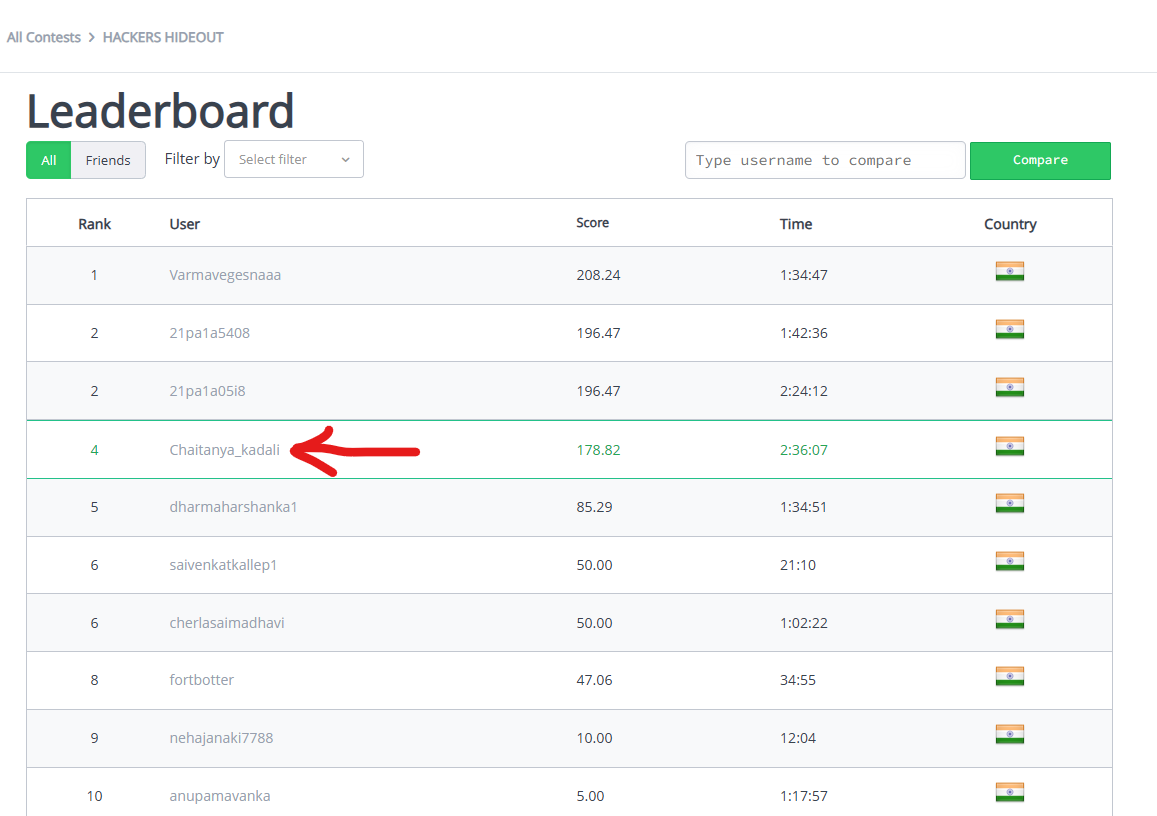 All Contests > HACKERS HIDEOUT
Leaderboard
All Friends Filter by Select filter Type username to compare Compare
Rank User Score Time Country
1 Varmavegesnaaa 208.24 1:34:47
2 21pa1a5408 196.47 1:42:36
2 21pa1a05i8 196.47 2:24:12
4 Chaitanya_kadali 178.82 2:36:07
5 dharmaharshanka1 85.29 1:34:51
6 saivenkatkallep1 50.00 21:10
6 cherlasaimadhavi 50.00 1:02:22
8 fortbotter 47.06 34:55
9 nehajanaki7788 10.00 12:04
10 anupamavanka 5.00 1:17:57